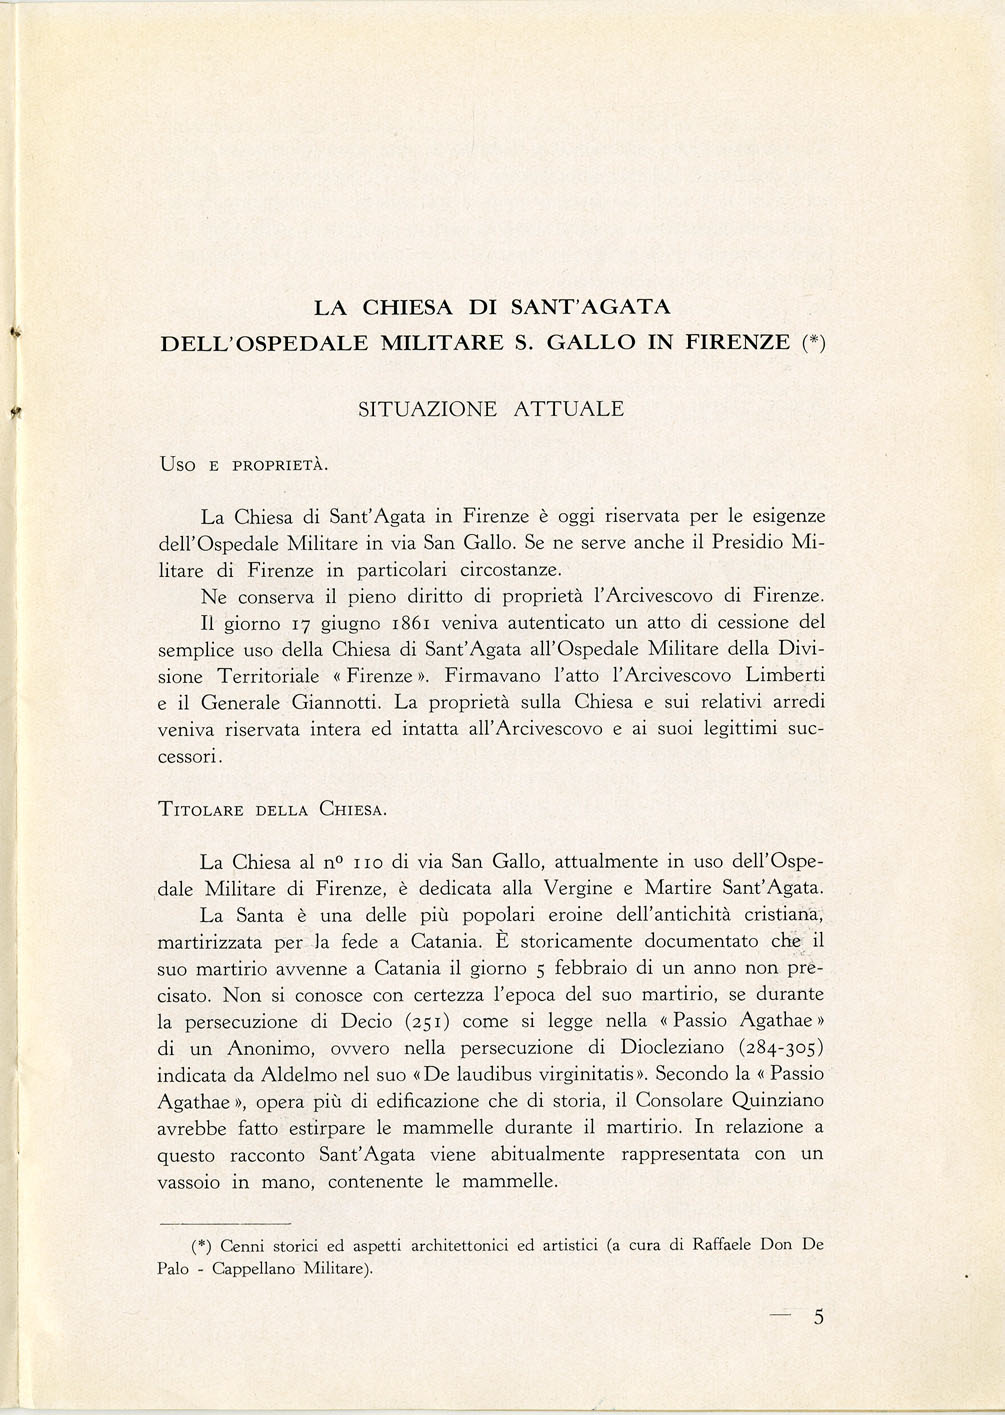 LA CHIESA DI SANT'AGATA
DELL'OSPEDALE MILITARE S. GALLO IN FIRENZE (*)
SITUAZIONE ATTUALE
Uso e proprietà.
La Chiesa di Sant'Agata in Firenze è oggi riservata per le esigenze
dell'Ospedale Militare in via San Gallo. Se ne serve anche il Presidio Mi-
litare di Firenze in particolari circostanze.
Ne conserva il pieno diritto di proprietà l'Arcivescovo di Firenze.
Il giorno 17 giugno 1861 veniva autenticato un atto di cessione del
semplice uso della Chiesa di Sant'Agata all'Ospedale Militare della Divi-
sione Territoriale « Firenze ». Firmavano l'atto l'Arcivescovo Limberti
e il Generale Giannotti. La proprietà sulla Chiesa e sui relativi arredi
veniva riservata intera ed intatta all'Arcivescovo e ai suoi legittimi suc-
cessori.
Titolare della Chiesa.
La Chiesa al nº 110 di via San Gallo, attualmente in uso dell'Ospe-
dale Militare di Firenze, è dedicata alla Vergine e Martire Sant'Agata.
La Santa è una delle più popolari eroine dell'antichità cristiana,
martirizzata per la fede a Catania. È storicamente documentato che il
suo martirio avvenne a Catania il giorno 5 febbraio di un anno non pre-
cisato. Non si conosce con certezza l'epoca del suo martirio, se durante
la persecuzione di Decio (251) come si legge nella « Passio Agathae »
di un Anonimo, ovvero nella persecuzione di Diocleziano (284-305)
indicata da Aldelmo nel suo « De laudibus virginitatis ». Secondo la « Passio
Agathae », opera più di edificazione che di storia, il Consolare Quinziano
avrebbe fatto estirpare le mammelle durante il martirio. In relazione a
questo racconto Sant'Agata viene abitualmente rappresentata con un
vassoio in mano, contenente le mammelle.
(*) Cenni storici ed aspetti architettonici ed artistici (a cura di Raffaele Don De
Palo - Cappellano Militare).
— 5